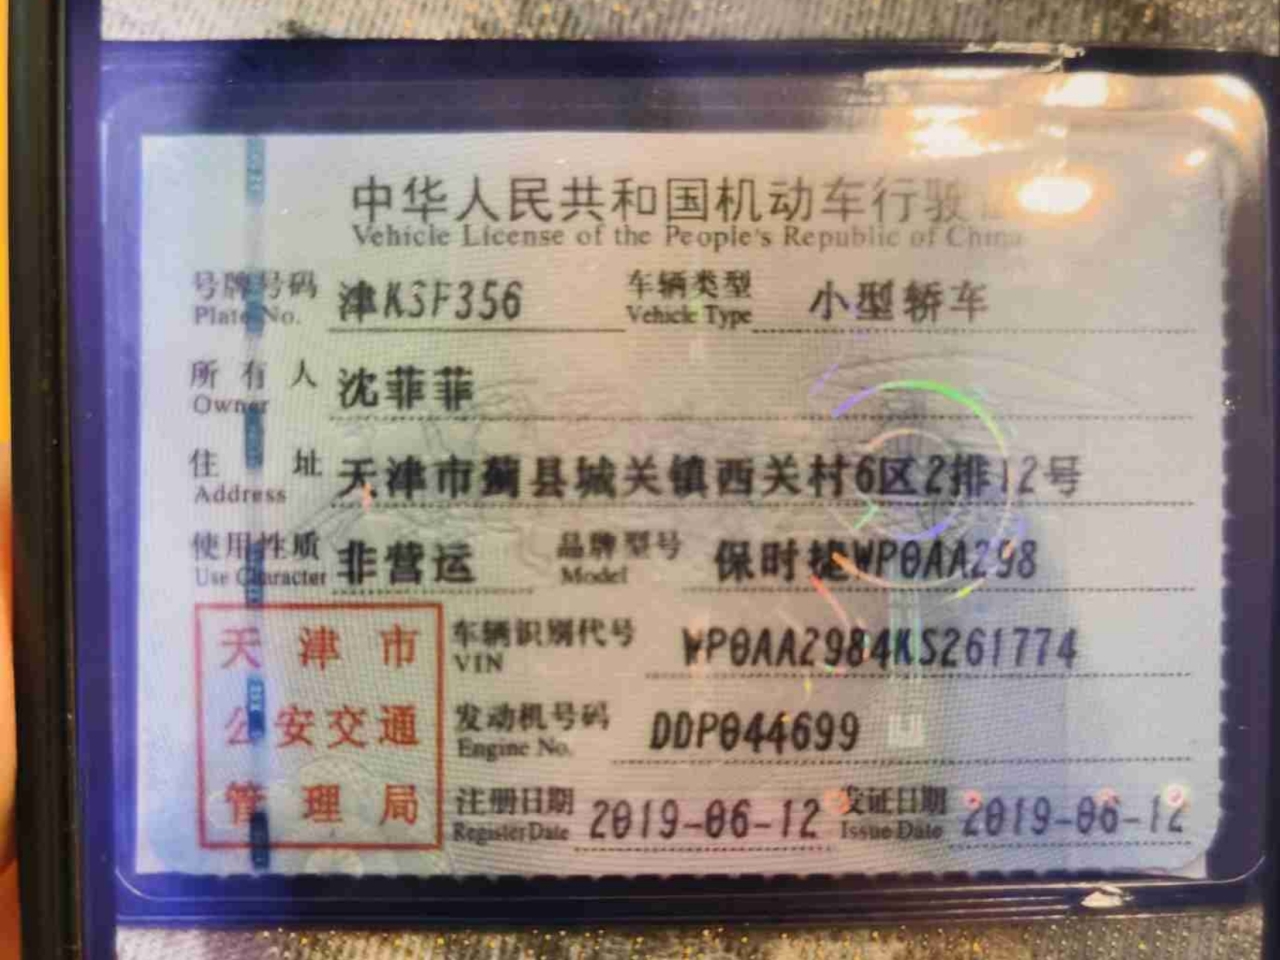 中华人民共和国机动车行驶
Vehicle License of the People's Republic of China
号牌号码 津KSF356 车辆类型 小型轿车
Plate No. Vehicle Type
所有人 沈菲菲
Owner
住址 天津市蓟县城关镇西关村6区2排12号
Address
使用性质 非营运 品牌型号 保时捷WP0AA298
Use Character Model
天津市
公安交通
管理局
车辆识别代号 WP0AA2984KS261774
VIN
发动机号码 DDP044699
Engine No.
注册日期 2019-06-12 发证日期 2019-06-12
Register Date Issue Date